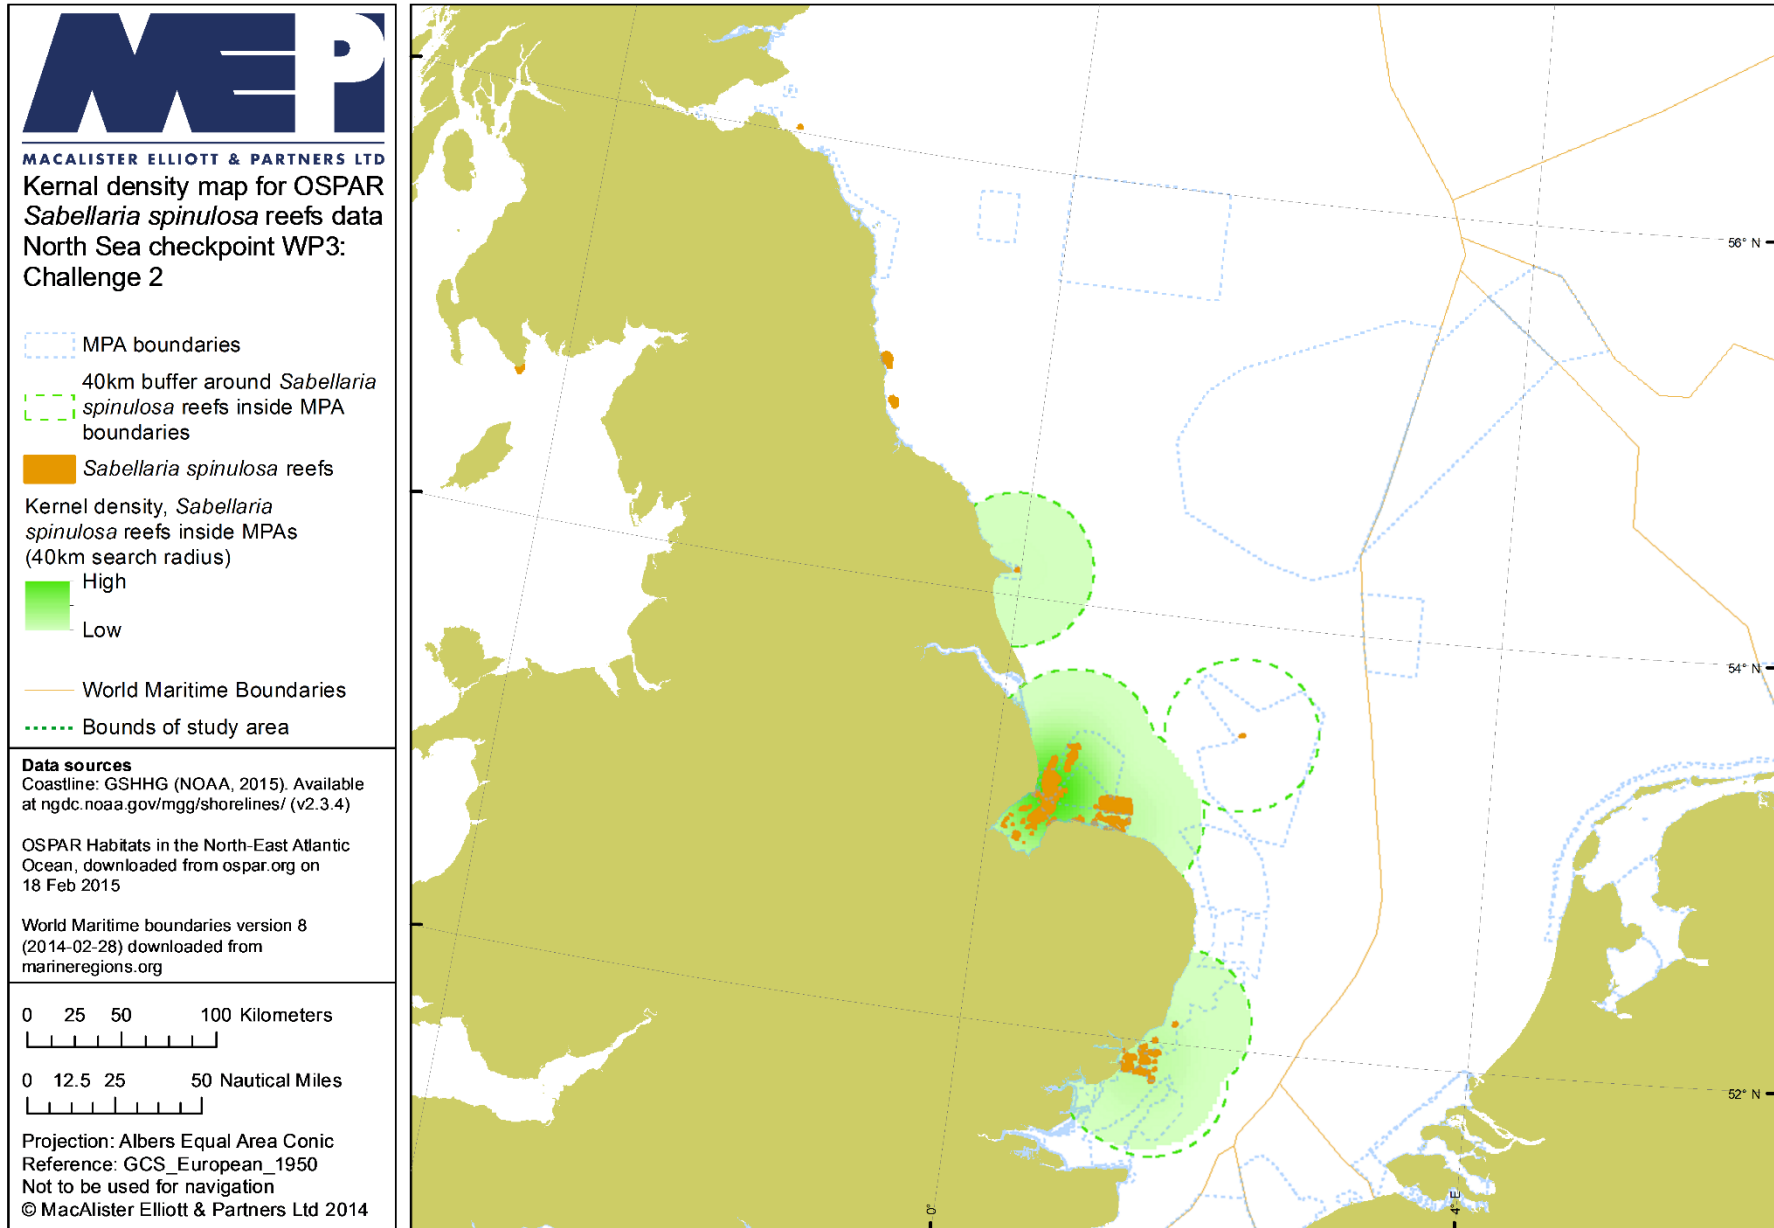 MEP
MACALISTER ELLIOTT & PARTNERS LTD
Kernal density map for OSPAR
Sabellaria spinulosa reefs data
North Sea checkpoint WP3:
Challenge 2
MPA boundaries
40km buffer around Sabellaria
spinulosa reefs inside MPA
boundaries
Sabellaria spinulosa reefs
Kernel density, Sabellaria
spinulosa reefs inside MPAs
(40km search radius)
High
Low
World Maritime Boundaries
Bounds of study area
Data sources
Coastline: GSHHG (NOAA, 2015). Available
at ngdc.noaa.gov/mgg/shorelines/ (v2.3.4)
OSPAR Habitats in the North-East Atlantic
Ocean, downloaded from ospar.org on
18 Feb 2015
World Maritime boundaries version 8
(2014-02-28) downloaded from
marineregions.org
0 25 50 100 Kilometers
0 12.5 25 50 Nautical Miles
Projection: Albers Equal Area Conic
Reference: GCS_European_1950
Not to be used for navigation
© MacAlister Elliott & Partners Ltd 2014
56° N
54° N
52° N
0°
4° E